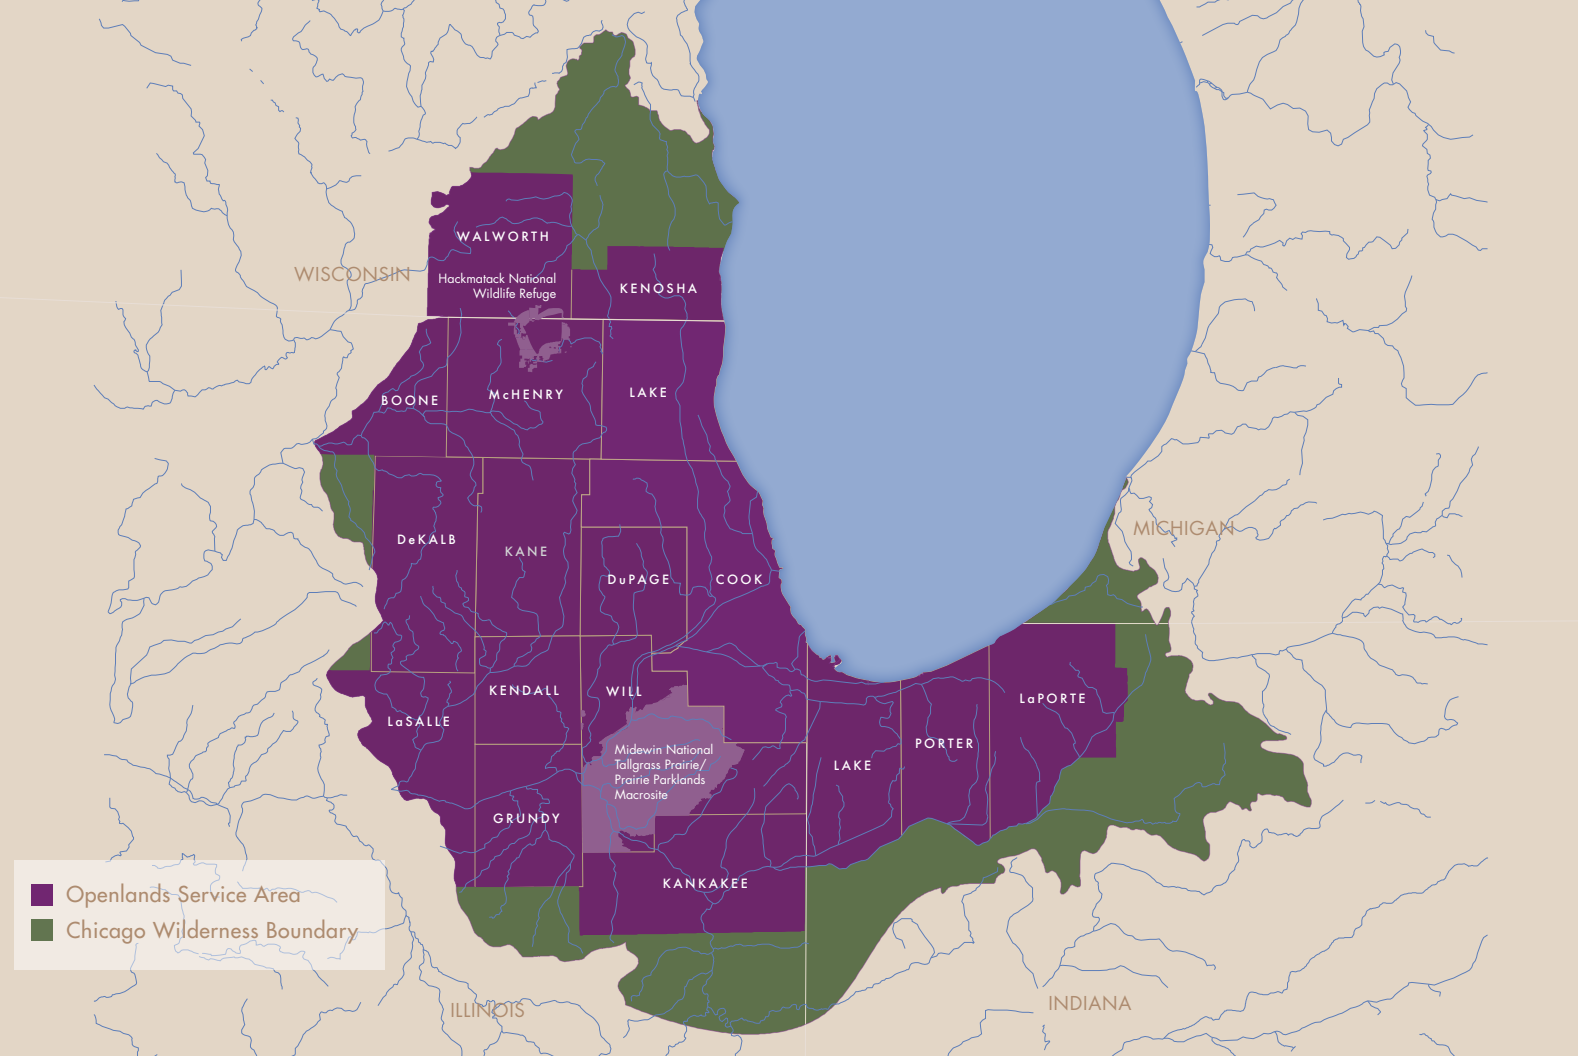 WALWORTH
WISCONSIN
Hackmatack National
Wildlife Refuge
KENOSHA
BOONE
McHENRY
LAKE
MICHIGAN
DeKALB
KANE
DuPAGE
COOK
KENDALL
WILL
LaPORTE
LaSALLE
PORTER
Midewin National
Tallgrass Prairie/
Prairie Parklands
Macrosite
LAKE
GRUNDY
KANKAKEE
Openlands Service Area
Chicago Wilderness Boundary
ILLINOIS
INDIANA